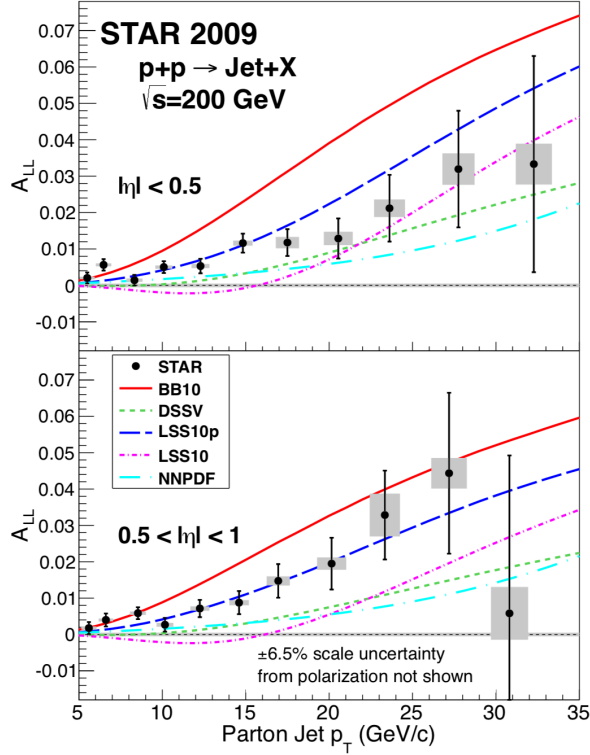 STAR 2009
p+p → Jet+X
√s=200 GeV
|η| < 0.5
A_LL
0.07
0.06
0.05
0.04
0.03
0.02
0.01
0
-0.01
STAR
BB10
DSSV
LSS10p
LSS10
NNPDF
0.5 < |η| < 1
±6.5% scale uncertainty
from polarization not shown
A_LL
0.07
0.06
0.05
0.04
0.03
0.02
0.01
0
-0.01
5 10 15 20 25 30 35
Parton Jet p_T (GeV/c)